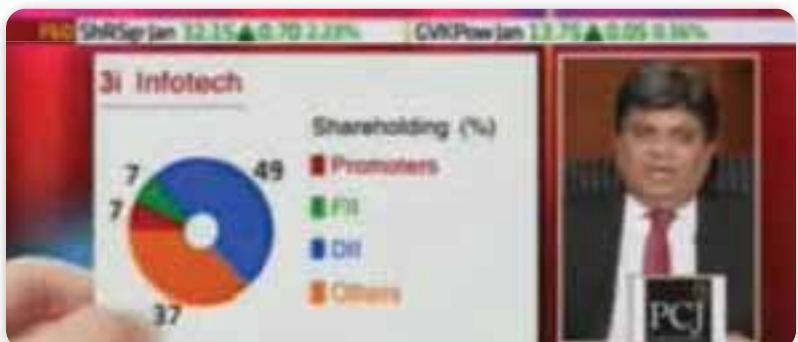 F&O ShRSgr Jan 32.15 ▲ 0.70 2.23% GVKPow Jan 13.75 ▲ 0.05 0.36%
3i Infotech
Shareholding (%)
Promoters
FII
DII
Others
7
49
7
37
PCJ